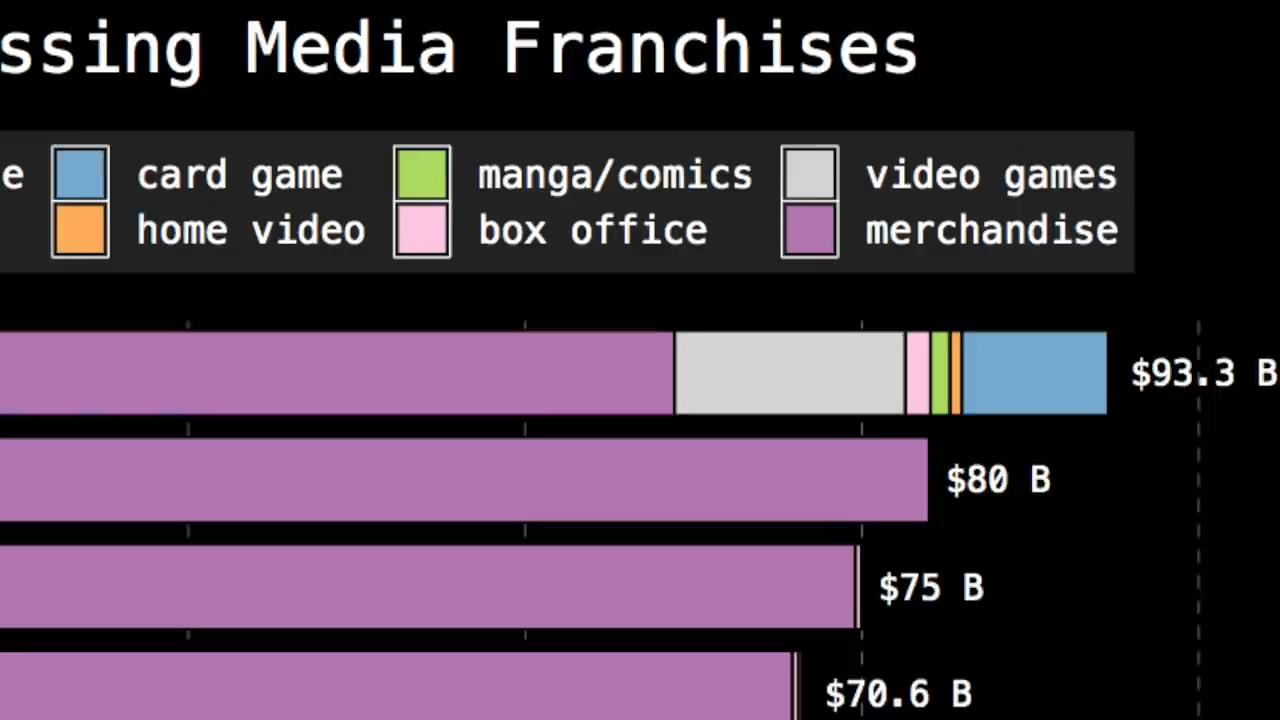 ssing Media Franchises
e card game manga/comics video games
home video box office merchandise
$93.3 B
$80 B
$75 B
$70.6 B